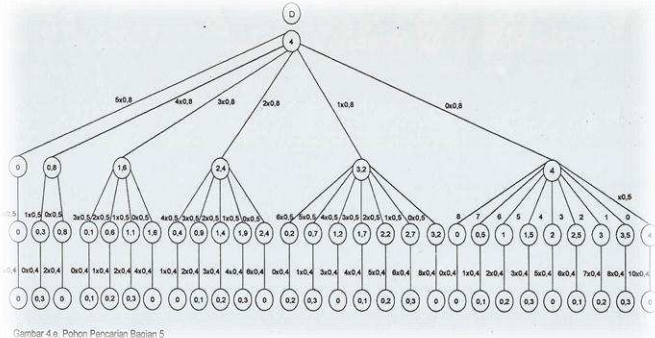 D
4
5x0,8 4x0,8 3x0,8 2x0,8 1x0,8 0x0,8
0 0,8 1,6 2,4 3,2 4
x0,5
x0,5 1x0,5 0x0,5 3x0,5 2x0,5 1x0,5 0x0,5 4x0,5 3x0,5 2x0,5 1x0,5 0x0,5 6x0,5 5x0,5 4x0,5 3x0,5 2x0,5 1x0,5 0x0,5 8 7 6 5 4 3 2 1 0
0 0,3 0,8 0,1 0,6 1,1 1,6 0,4 0,9 1,4 1,9 2,4 0,2 0,7 1,2 1,7 2,2 2,7 3,2 0 0,5 1 1,5 2 2,5 3 3,5 4
x0,4 0x0,4 2x0,4 0x0,4 1x0,4 2x0,4 4x0,4 1x0,4 2x0,4 3x0,4 4x0,4 6x0,4 0x0,4 1x0,4 3x0,4 4x0,4 5x0,4 6x0,4 8x0,4 0x0,4 1x0,4 2x0,4 3x0,4 5x0,4 6x0,4 7x0,4 8x0,4 10x0,4
0 0,3 0 0,1 0,2 0,3 0 0 0,1 0,2 0,3 0 0,2 0,3 0 0,1 0,2 0,3 0 0 0,1 0,2 0,3 0 0,1 0,2 0,3 0
Gambar 4.e. Pohon Pencarian Bagian 5